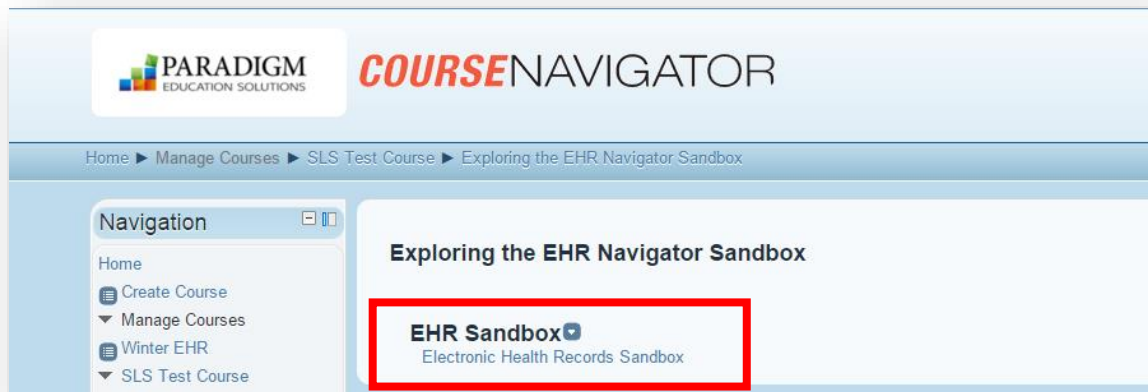 PARADIGM
EDUCATION SOLUTIONS
COURSENAVIGATOR
Home ► Manage Courses ► SLS Test Course ► Exploring the EHR Navigator Sandbox
Navigation
Home
Create Course
Manage Courses
Winter EHR
SLS Test Course
Exploring the EHR Navigator Sandbox
EHR Sandbox
Electronic Health Records Sandbox